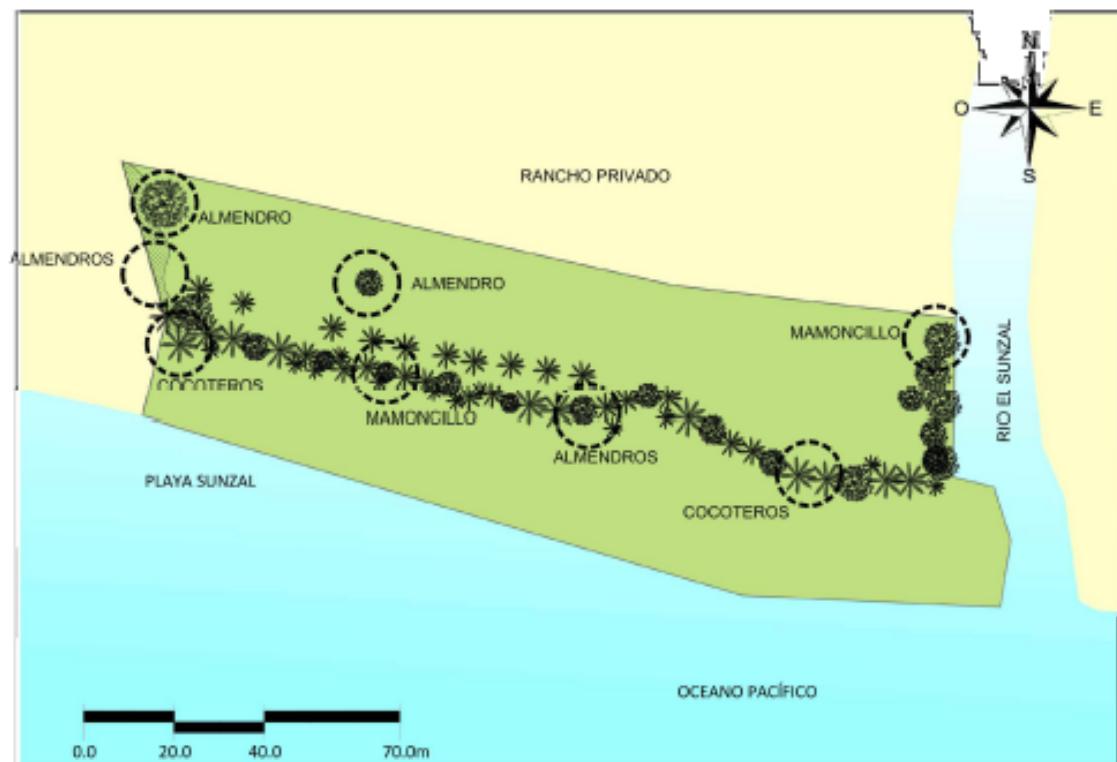 N
O
E
S
RANCHO PRIVADO
ALMENDRO
ALMENDROS
ALMENDRO
MAMONCILLO
RIO EL SUNZAL
COCOTEROS
MAMONCILLO
ALMENDROS
PLAYA SUNZAL
COCOTEROS
OCEANO PACÍFICO
0.0 20.0 40.0 70.0m